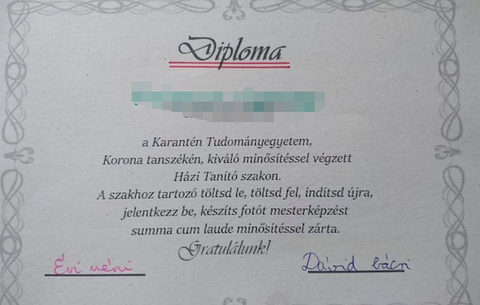 Diploma
a Karantén Tudományegyetem,
Korona tanszékén, kiváló minősítéssel végzett
Házi Tanító szakon.
A szakhoz tartozó töltsd le, töltsd fel, indítsd újra,
jelentkezz be, készíts fotót mesterképzést
summa cum laude minősítéssel zárta.
Gratulálunk!
Évi néni Dávid bácsi